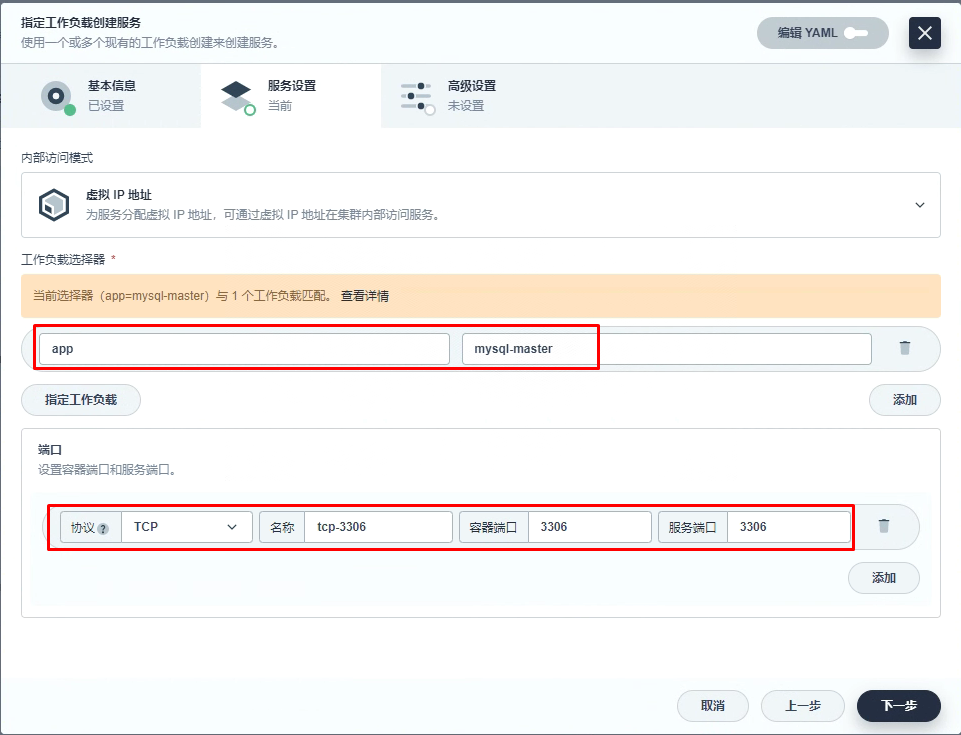 指定工作负载创建服务
使用一个或多个现有的工作负载创建来创建服务。
编辑 YAML
基本信息
已设置
服务设置
当前
高级设置
未设置
内部访问模式
虚拟 IP 地址
为服务分配虚拟 IP 地址，可通过虚拟 IP 地址在集群内部访问服务。
工作负载选择器 *
当前选择器（app=mysql-master）与 1 个工作负载匹配。 查看详情
app mysql-master
指定工作负载 添加
端口
设置容器端口和服务端口。
协议 ? TCP 名称 tcp-3306 容器端口 3306 服务端口 3306
添加
取消 上一步 下一步